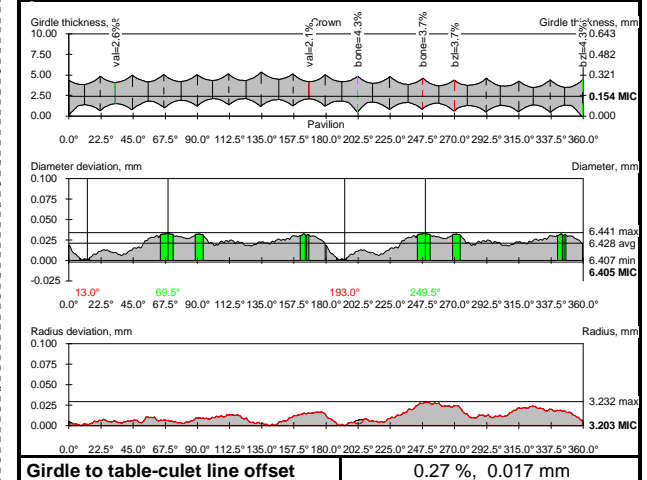 Girdle thickness, % Crown Girdle thickness, mm
val=2.6% val=2.1% bone=4.3% bone=3.7% bzl=3.7% bzl=4.3%
10.00 0.643
7.50 0.482
5.00 0.321
2.50 0.154 MIC
0.00 0.000
Pavilion
0.0° 22.5° 45.0° 67.5° 90.0° 112.5° 135.0° 157.5° 180.0° 202.5° 225.0° 247.5° 270.0° 292.5° 315.0° 337.5° 360.0°
Diameter deviation, mm Diameter, mm
0.100
0.075
0.050
0.025
0.000
-0.025
6.441 max
6.428 avg
6.407 min
6.405 MIC
13.0° 69.5° 193.0° 249.5°
0.0° 22.5° 45.0° 67.5° 90.0° 112.5° 135.0° 157.5° 180.0° 202.5° 225.0° 247.5° 270.0° 292.5° 315.0° 337.5° 360.0°
Radius deviation, mm Radius, mm
0.100
0.075
0.050
0.025
0.000
3.232 max
3.203 MIC
0.0° 22.5° 45.0° 67.5° 90.0° 112.5° 135.0° 157.5° 180.0° 202.5° 225.0° 247.5° 270.0° 292.5° 315.0° 337.5° 360.0°
Girdle to table-culet line offset 0.27 %, 0.017 mm